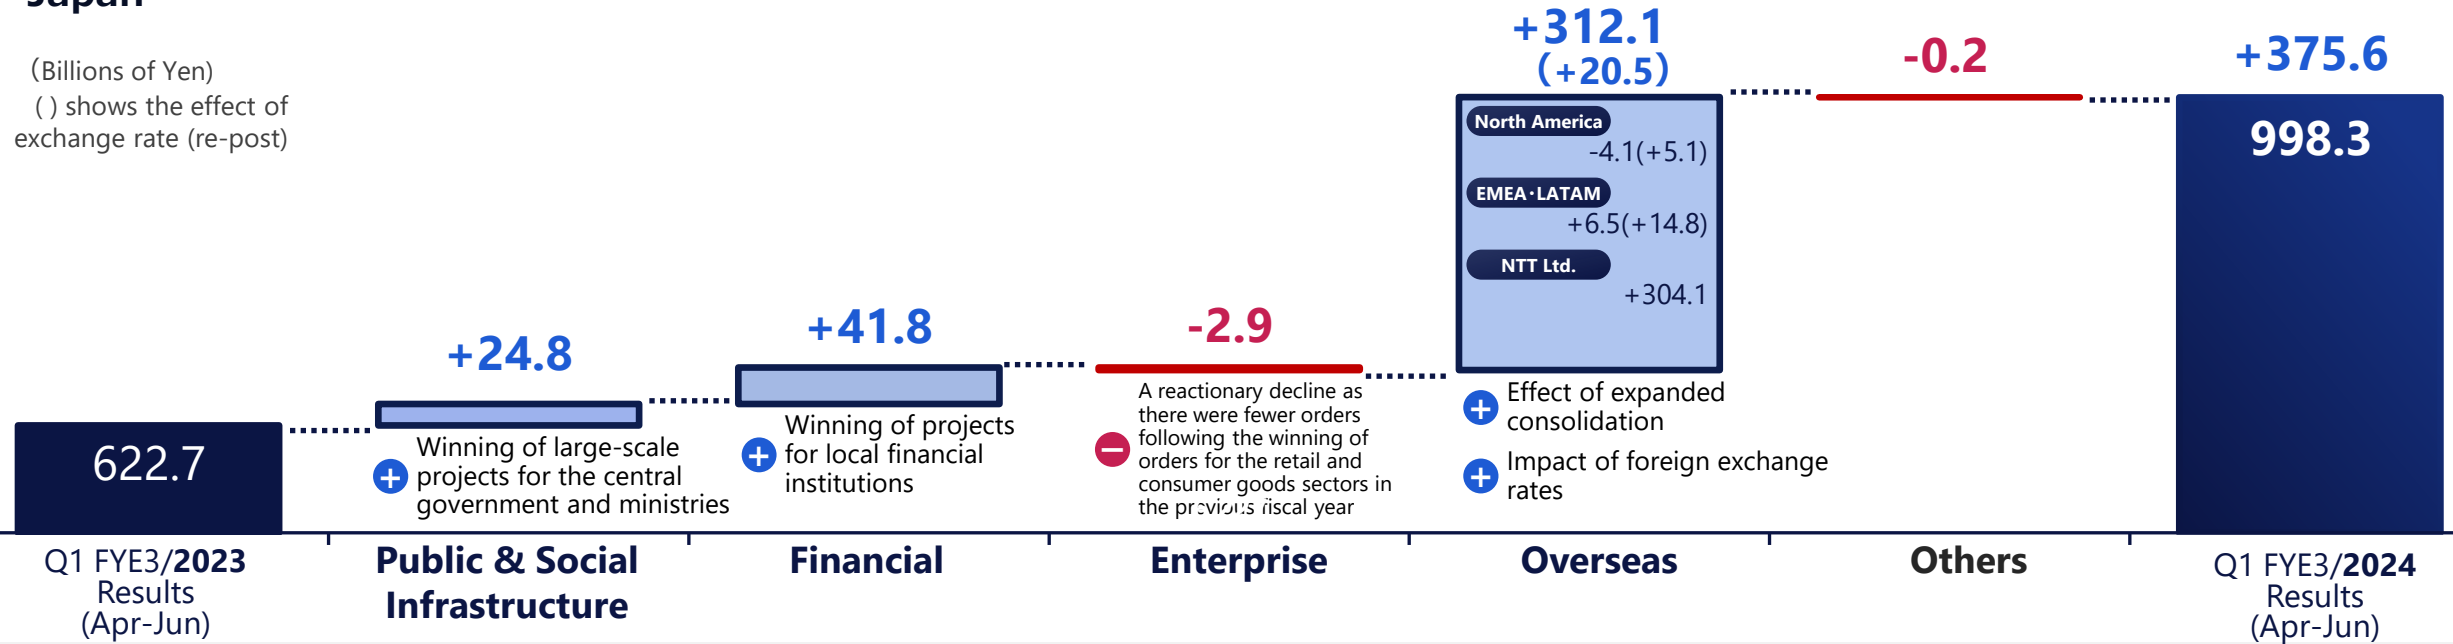 Japan
(Billions of Yen)
( ) shows the effect of
exchange rate (re-post)
622.7
+24.8
+ Winning of large-scale
projects for the central
government and ministries
+41.8
+ Winning of projects
for local financial
institutions
-2.9
− A reactionary decline as
there were fewer orders
following the winning of
orders for the retail and
consumer goods sectors in
the previous fiscal year
+312.1
(+20.5)
North America
-4.1(+5.1)
EMEA･LATAM
+6.5(+14.8)
NTT Ltd.
+304.1
+ Effect of expanded
consolidation
+ Impact of foreign exchange
rates
-0.2
+375.6
998.3
Q1 FYE3/2023
Results
(Apr-Jun)
Public & Social
Infrastructure
Financial
Enterprise
Overseas
Others
Q1 FYE3/2024
Results
(Apr-Jun)